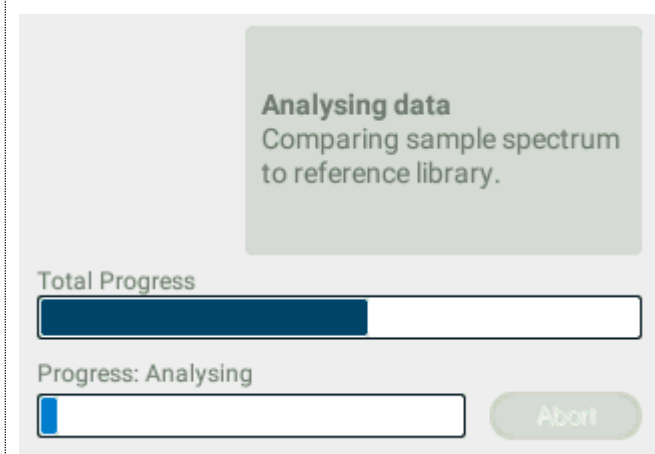 Analysing data
Comparing sample spectrum
to reference library.
Total Progress
Progress: Analysing
Abort